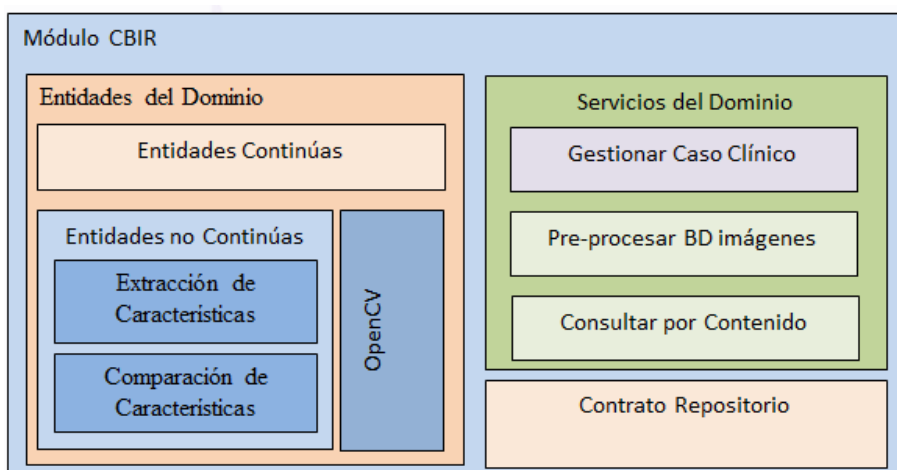 Módulo CBIR
Entidades del Dominio
Entidades Continúas
Entidades no Continúas
Extracción de
Características
Comparación de
Características
OpenCV
Servicios del Dominio
Gestionar Caso Clínico
Pre-procesar BD imágenes
Consultar por Contenido
Contrato Repositorio